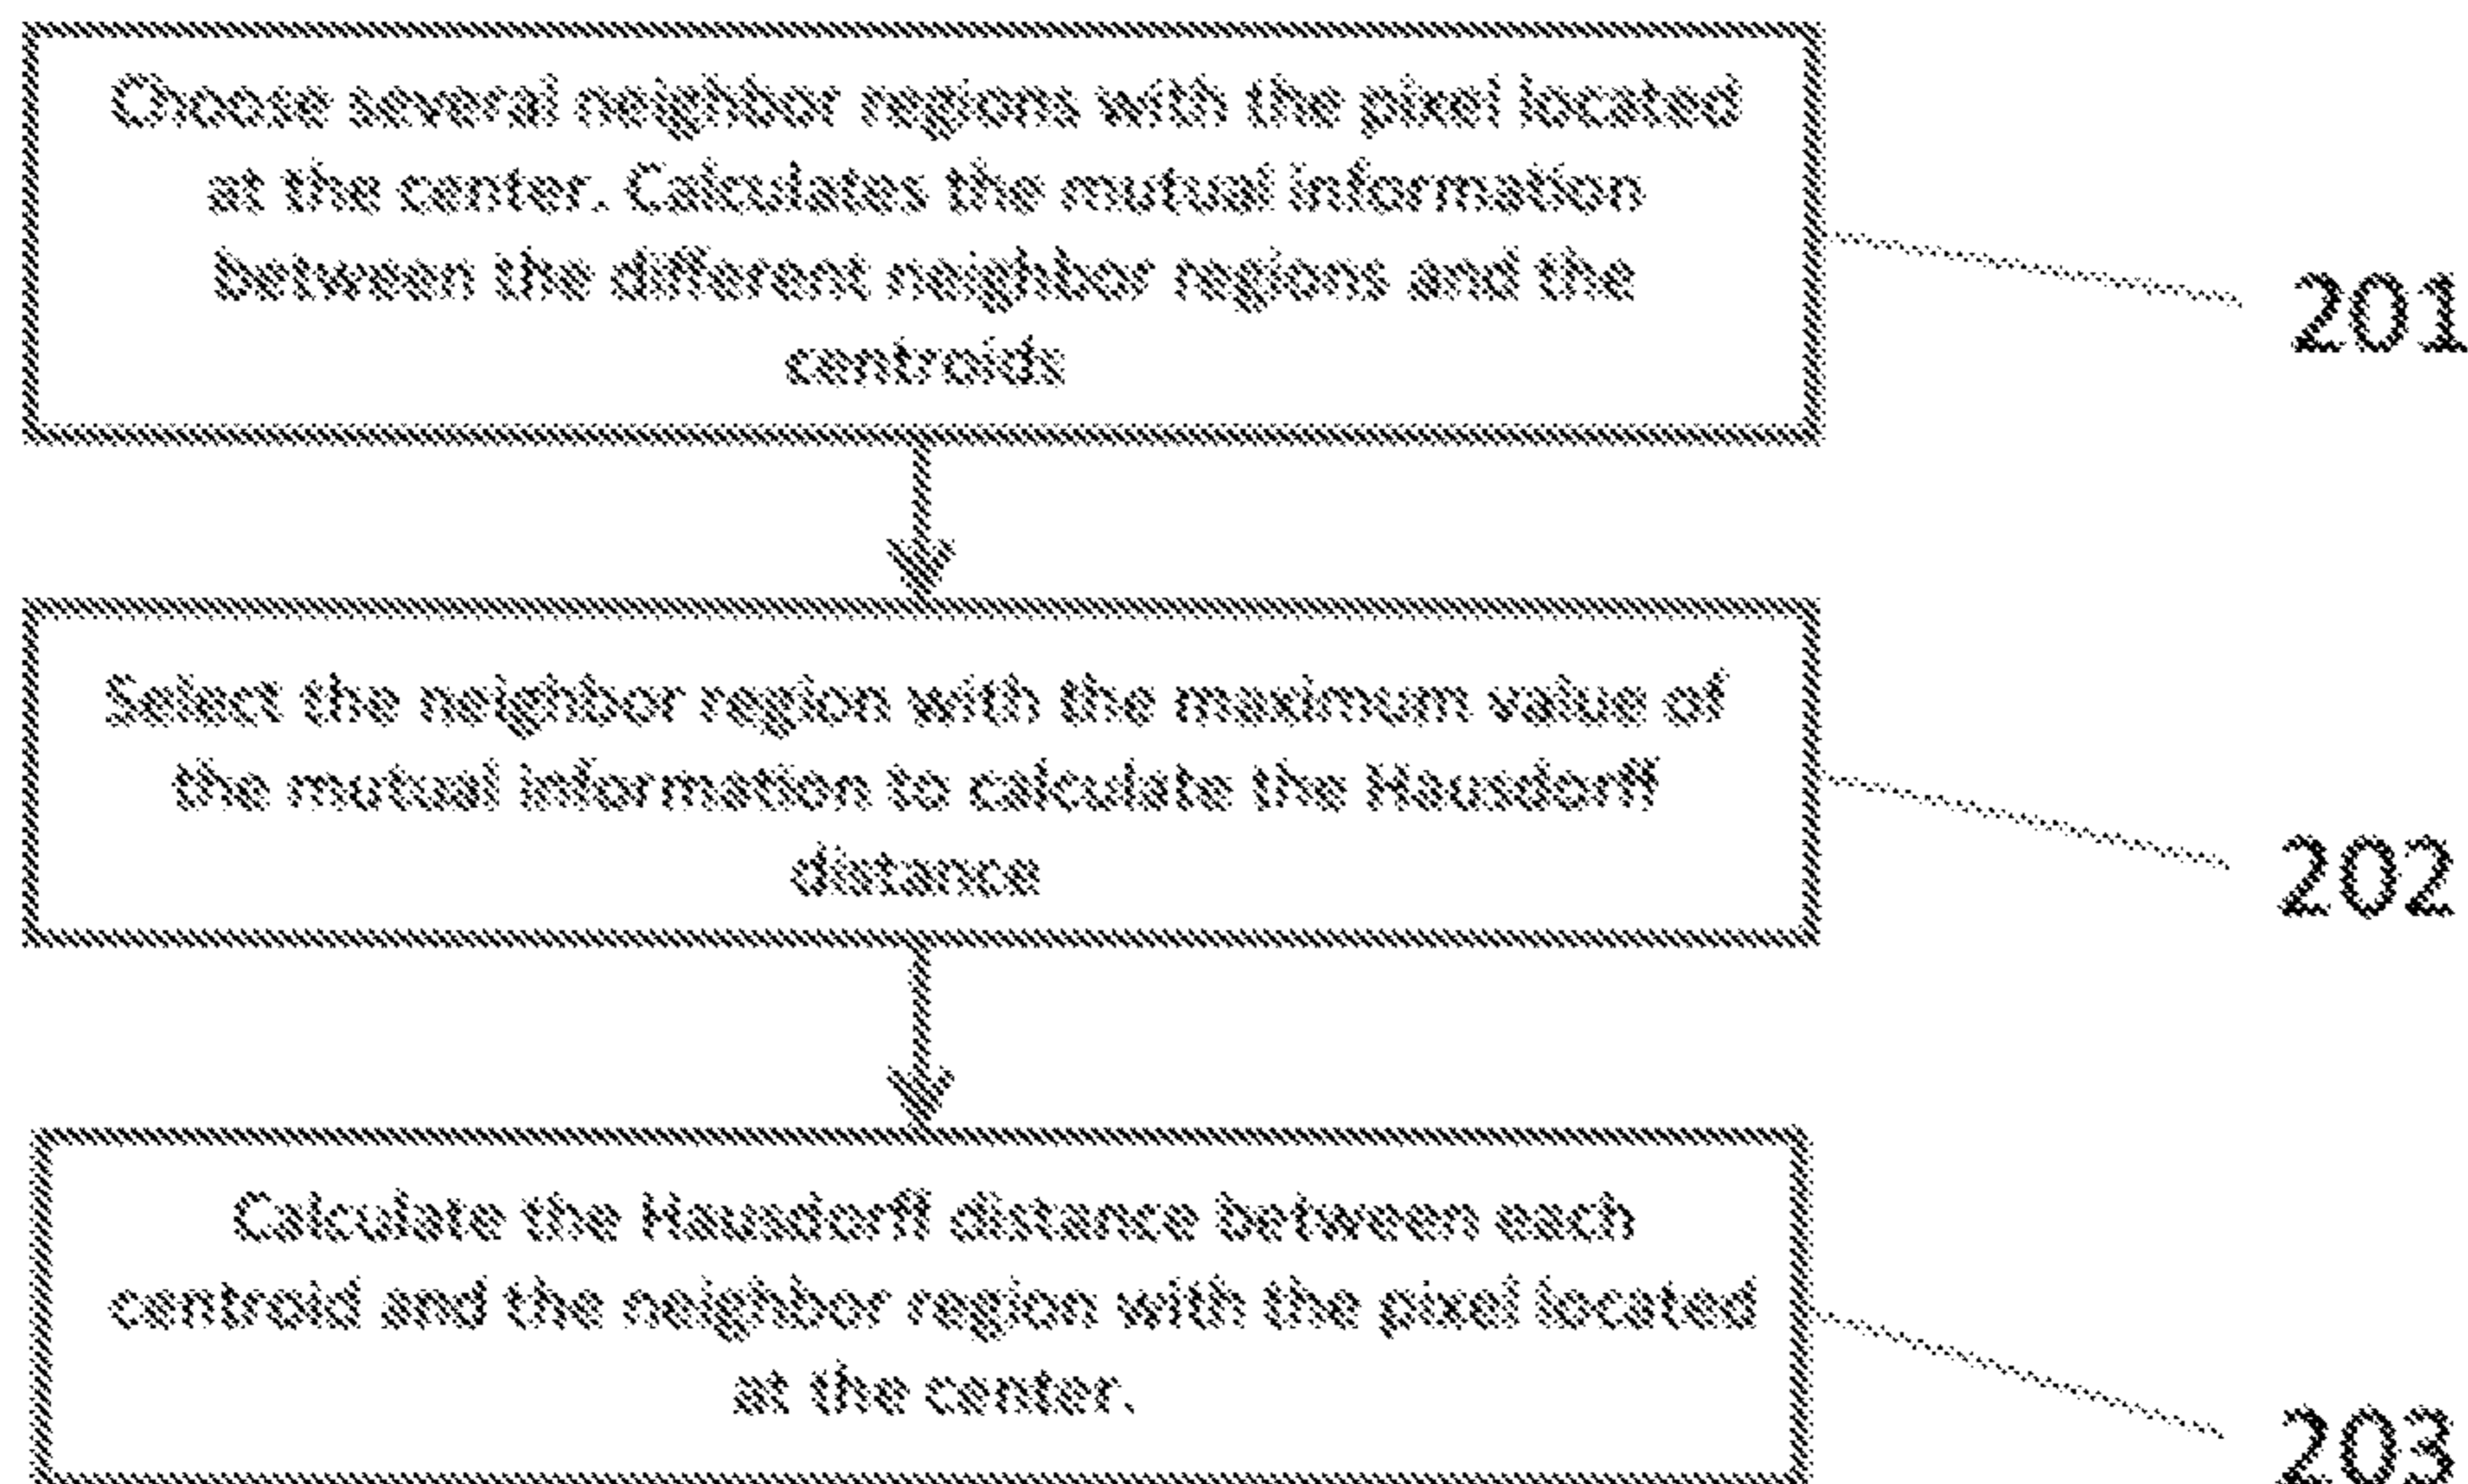 Choose several neighbor regions with the pixel located
at the center. Calculates the mutual information
between the different neighbor regions and the
centroids
201
Select the neighbor region with the maximum value of
the mutual information to calculate the Hausdorff
distance
202
Calculate the Hausdorff distance between each
centroid and the neighbor region with the pixel located
at the center.
203